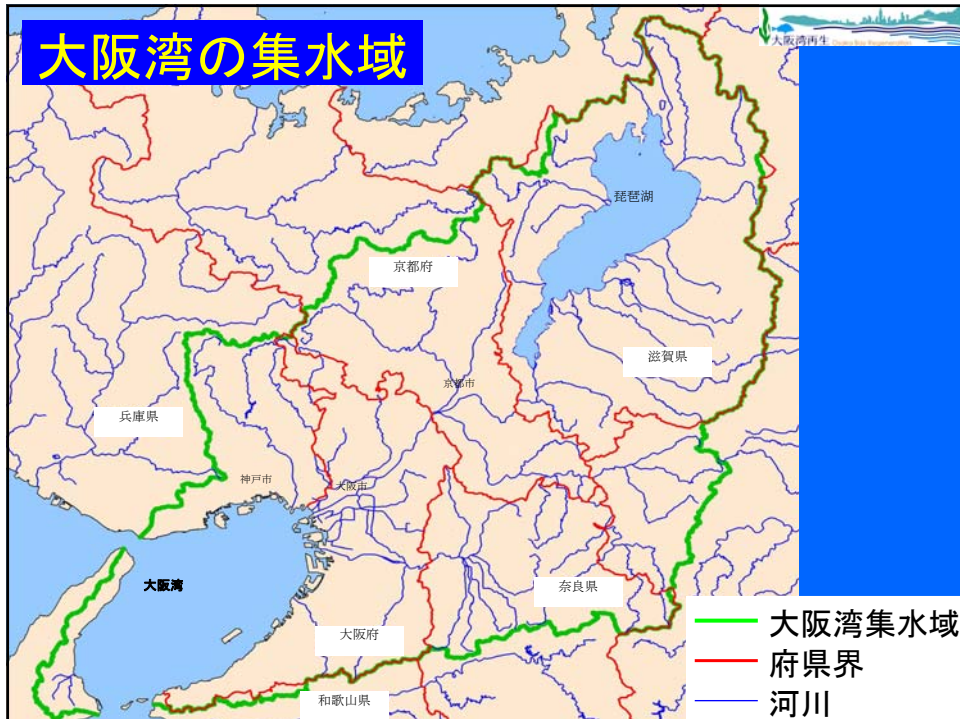 大阪湾の集水域
大阪湾再生 Osaka Bay Regeneration
琵琶湖
京都府
滋賀県
京都市
兵庫県
神戸市
大阪市
大阪湾
奈良県
大阪府
和歌山県
大阪湾集水域
府県界
河川